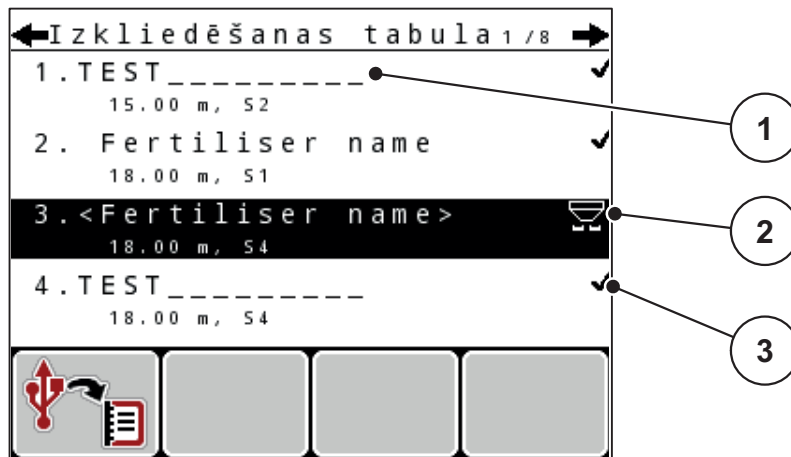 Izkliedēšanas tabula 1/8
1.TEST_________
15.00 m, S2
2. Fertiliser name
18.00 m, S1
3.<Fertiliser name>
18.00 m, S4
4.TEST_________
18.00 m, S4
1
2
3